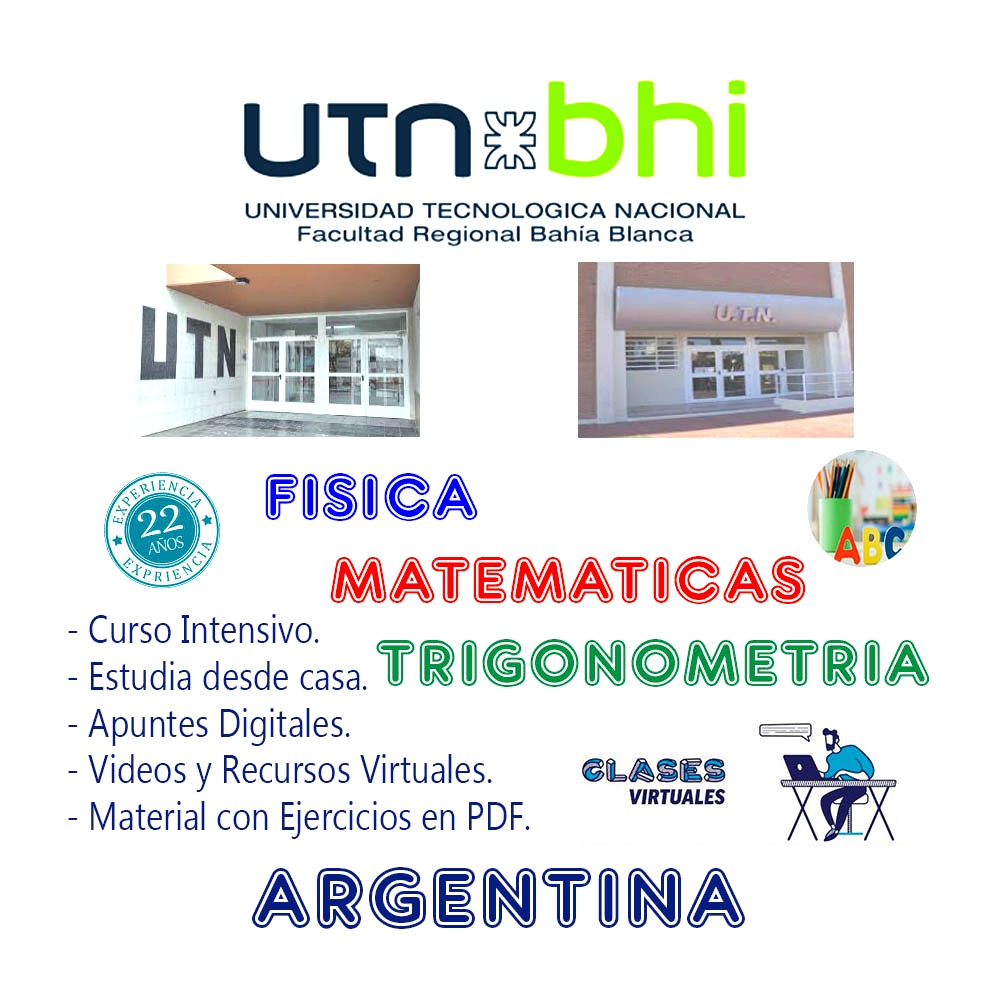 utn bhi
UNIVERSIDAD TECNOLOGICA NACIONAL
Facultad Regional Bahía Blanca
UTN
U.T.N.
EXPERIENCIA
22
AÑOS
EXPRIENCIA
FISICA
ABC
MATEMATICAS
- Curso Intensivo.
TRIGONOMETRIA
- Estudia desde casa.
- Apuntes Digitales.
- Videos y Recursos Virtuales.
- Material con Ejercicios en PDF.
CLASES
VIRTUALES
ARGENTINA